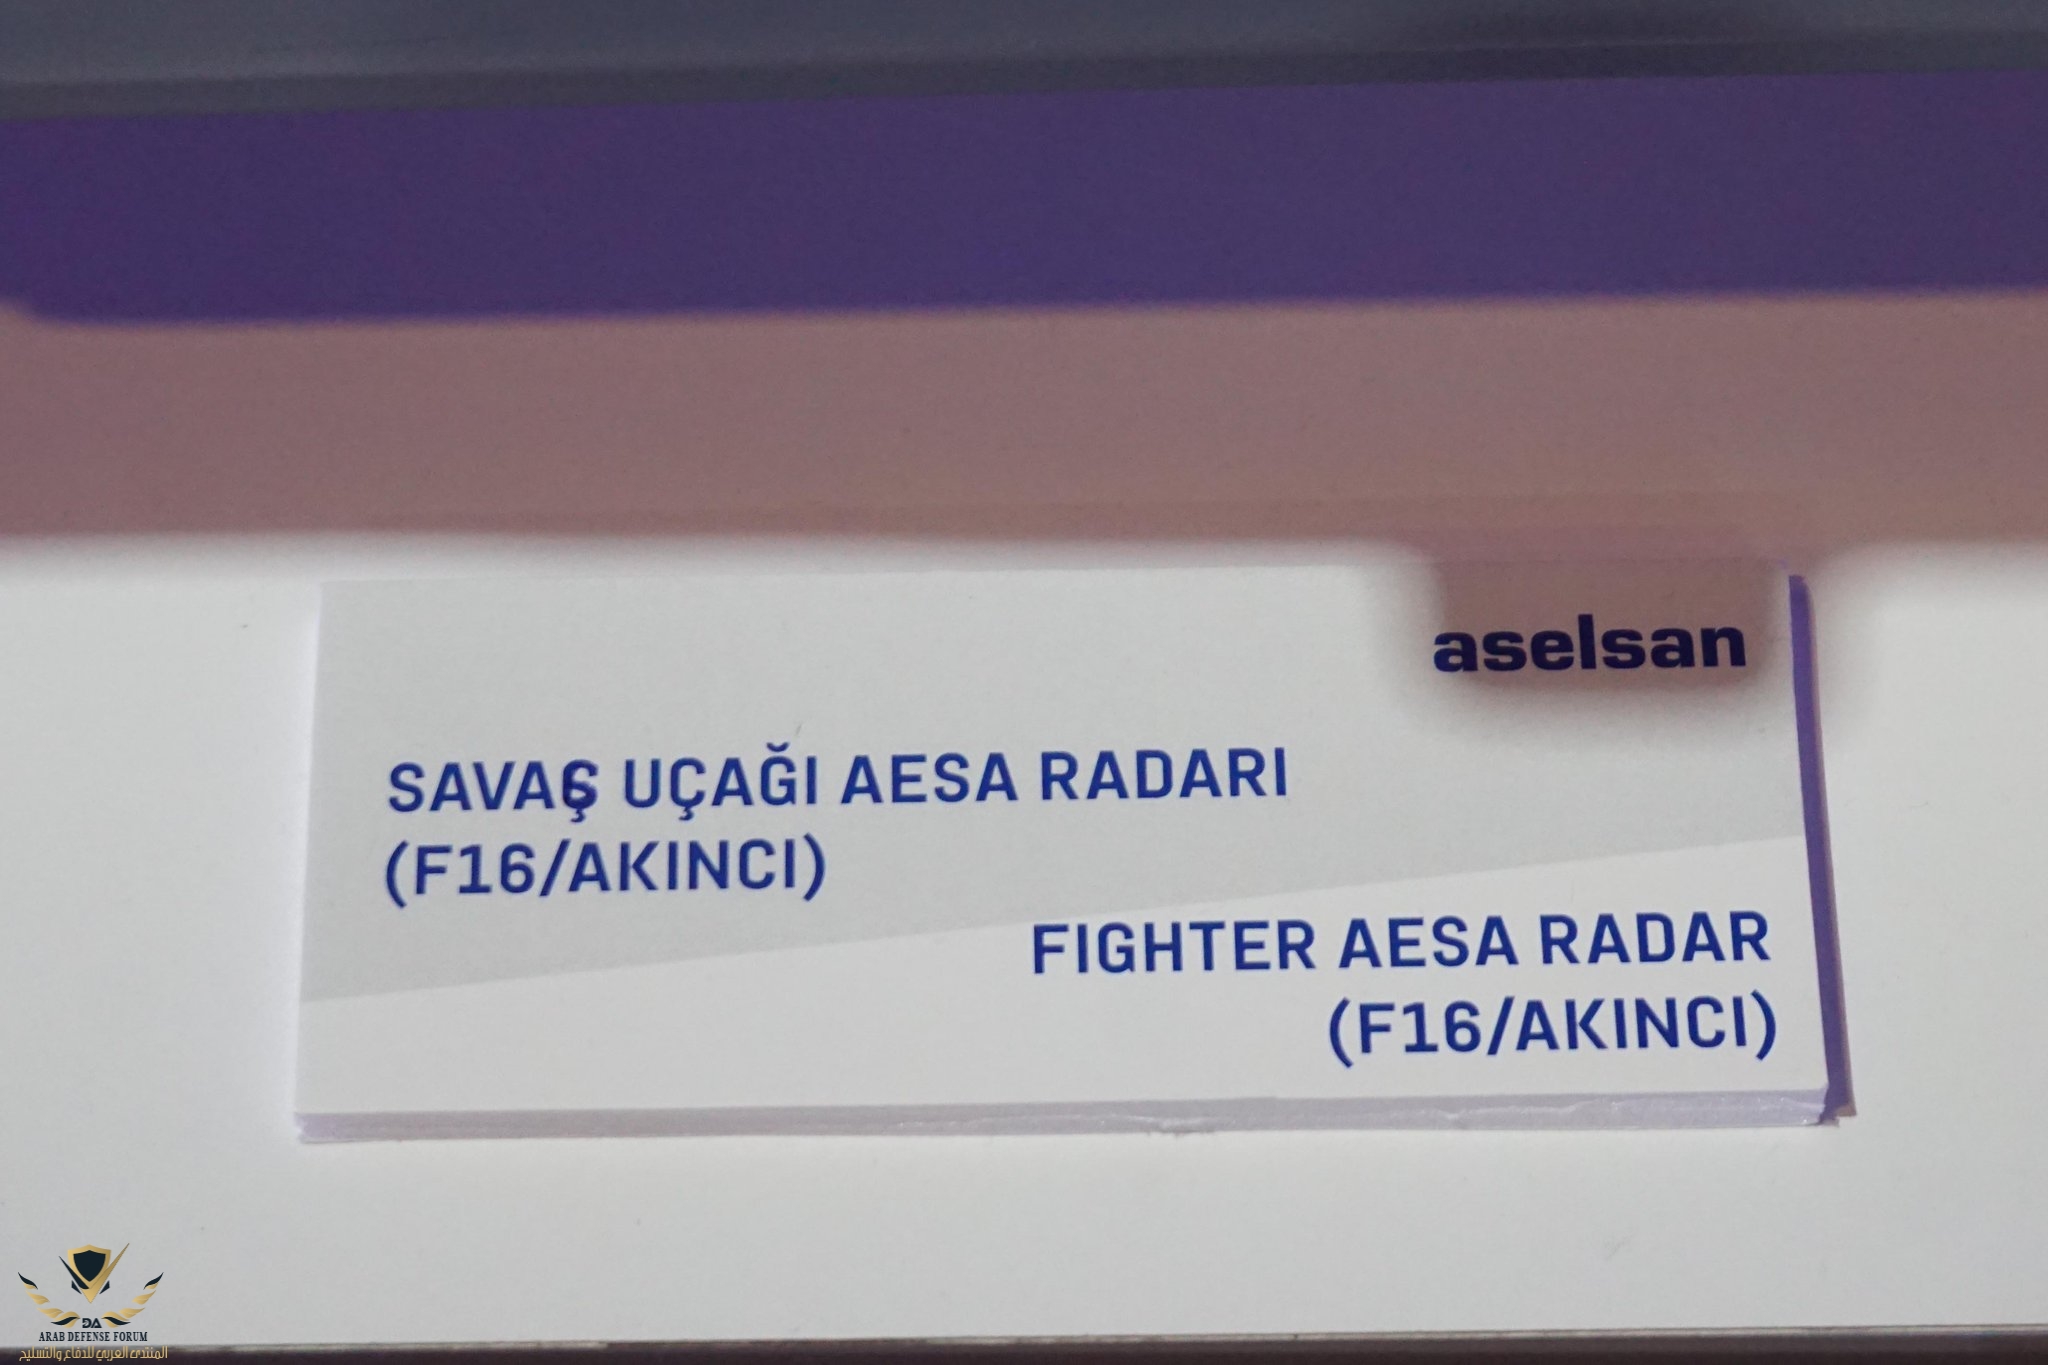 aselsan
SAVAŞ UÇAĞI AESA RADARI
(F16/AKINCI)
FIGHTER AESA RADAR
(F16/AKINCI)
DA
ARAB DEFENSE FORUM
المنتدى العربي للدفاع والتسليح